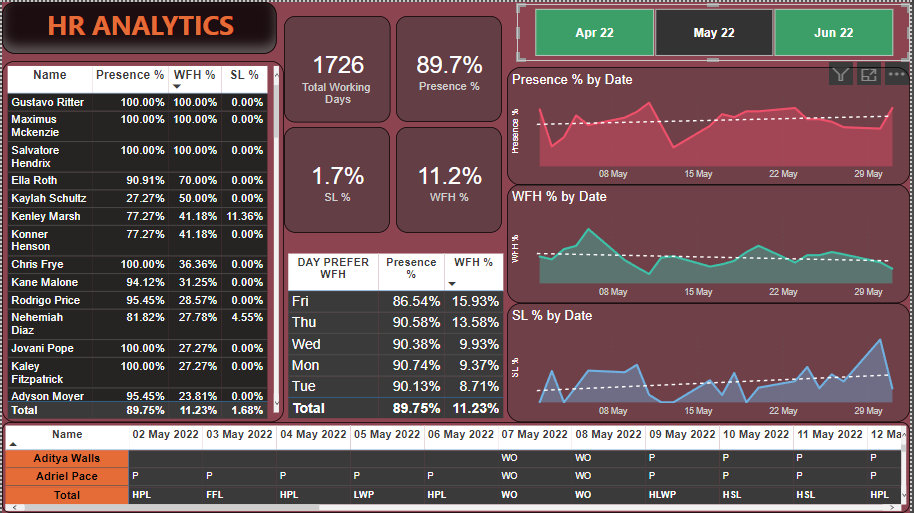 HR ANALYTICS
Apr 22 May 22 Jun 22
Name Presence % WFH % SL %
Gustavo Ritter 100.00% 100.00% 0.00%
Maximus Mckenzie 100.00% 100.00% 0.00%
Salvatore Hendrix 100.00% 100.00% 0.00%
Ella Roth 90.91% 70.00% 0.00%
Kaylah Schultz 27.27% 50.00% 0.00%
Kenley Marsh 77.27% 41.18% 11.36%
Konner Henson 77.27% 41.18% 0.00%
Chris Frye 100.00% 36.36% 0.00%
Kane Malone 94.12% 31.25% 0.00%
Rodrigo Price 95.45% 28.57% 0.00%
Nehemiah Diaz 81.82% 27.78% 4.55%
Jovani Pope 100.00% 27.27% 0.00%
Kaley Fitzpatrick 100.00% 27.27% 0.00%
Adyson Moyer 95.45% 23.81% 0.00%
Total 89.75% 11.23% 1.68%
1726
Total Working
Days
89.7%
Presence %
1.7%
SL %
11.2%
WFH %
DAY PREFER WFH Presence % WFH %
Fri 86.54% 15.93%
Thu 90.58% 13.58%
Wed 90.38% 9.93%
Mon 90.74% 9.37%
Tue 90.13% 8.71%
Total 89.75% 11.23%
Presence % by Date
Presence %
08 May 15 May 22 May 29 May
WFH % by Date
WFH %
08 May 15 May 22 May 29 May
SL % by Date
SL %
08 May 15 May 22 May 29 May
Name 02 May 2022 03 May 2022 04 May 2022 05 May 2022 06 May 2022 07 May 2022 08 May 2022 09 May 2022 10 May 2022 11 May 2022 12 Ma
Aditya Walls WO WO P P P P
Adriel Pace P P P P P WO WO P P P P
Total HPL FFL HPL LWP HPL WO WO HLWP HSL HSL HPL